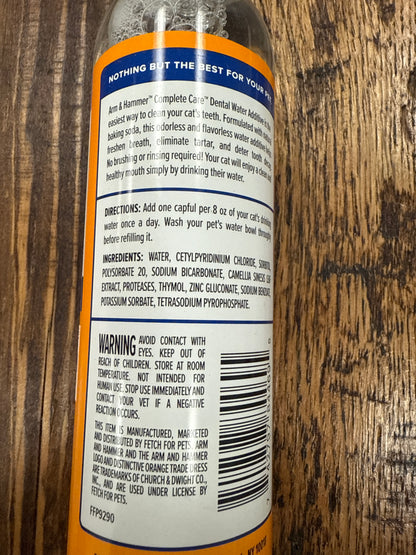 NOTHING BUT THE BEST FOR YOUR PET
Arm & Hammer™ Complete Care™ Dental Water Additive is the
easiest way to clean your cat's teeth. Formulated with
baking soda, this odorless and flavorless water additive helps
freshen breath, eliminate tartar, and deter tooth decay.
No brushing or rinsing required! Your cat will enjoy a clean and
healthy mouth simply by drinking their water.
DIRECTIONS: Add one capful per 8 oz of your cat's drinking
water once a day. Wash your pet's water bowl thoroughly
before refilling it.
INGREDIENTS: WATER, CETYLPYRIDINIUM CHLORIDE, SORBITOL,
POLYSORBATE 20, SODIUM BICARBONATE, CAMELLIA SINESIS LEAF
EXTRACT, PROTEASES, THYMOL, ZINC GLUCONATE, SODIUM BENZOATE,
POTASSIUM SORBATE, TETRASODIUM PYROPHOSPHATE.
WARNING AVOID CONTACT WITH
EYES. KEEP OUT OF
REACH OF CHILDREN. STORE AT ROOM
TEMPERATURE. NOT INTENDED FOR
HUMAN USE. STOP USE IMMEDIATELY AND
CONTACT YOUR VET IF A NEGATIVE
REACTION OCCURS.
THIS ITEM IS MANUFACTURED, MARKETED
AND DISTRIBUTED BY FETCH FOR PETS. ARM
AND HAMMER AND THE ARM AND HAMMER
LOGO AND DISTINCTIVE ORANGE TRADE DRESS
ARE TRADEMARKS OF CHURCH & DWIGHT CO.,
INC., AND ARE USED UNDER LICENSE BY
FETCH FOR PETS.
FFP9290